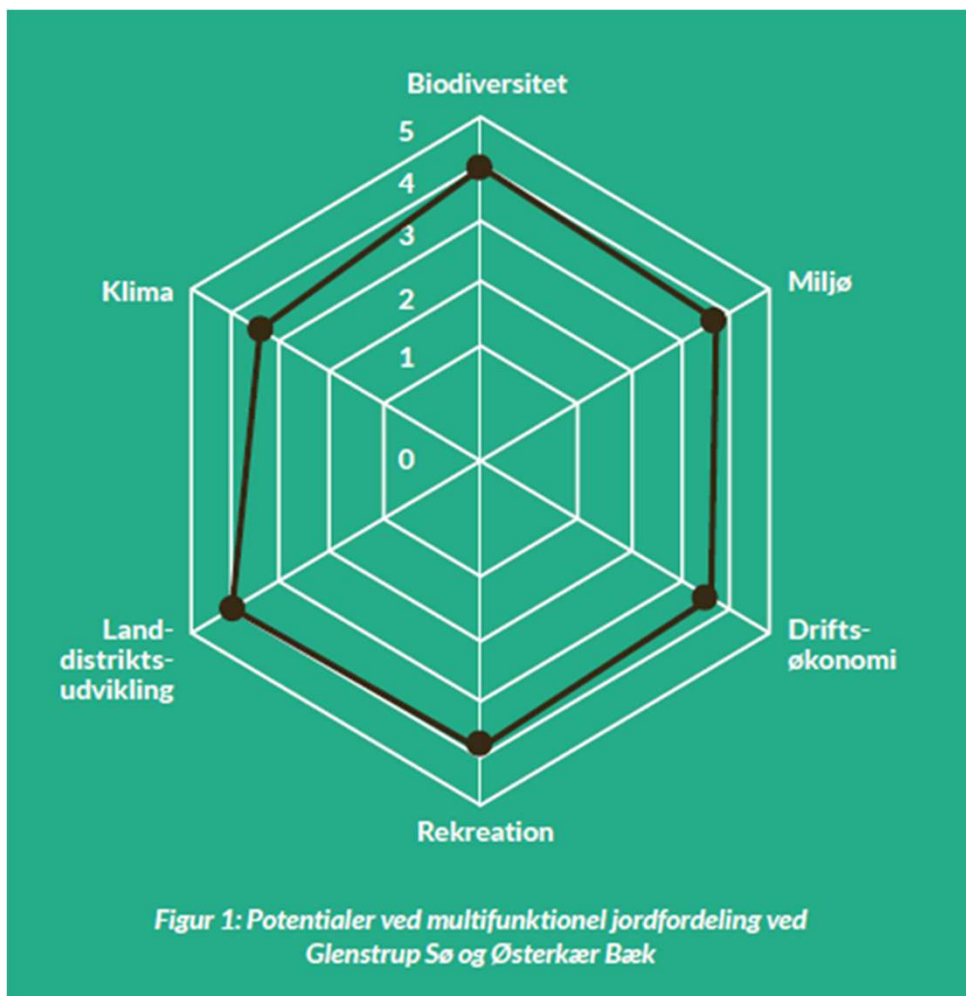 Biodiversitet
5
4
3
2
1
0
Klima
Miljø
Land-
distrikts-
udvikling
Drifts-
økonomi
Rekreation
Figur 1: Potentialer ved multifunktionel jordfordeling ved
Glenstrup Sø og Østerkær Bæk